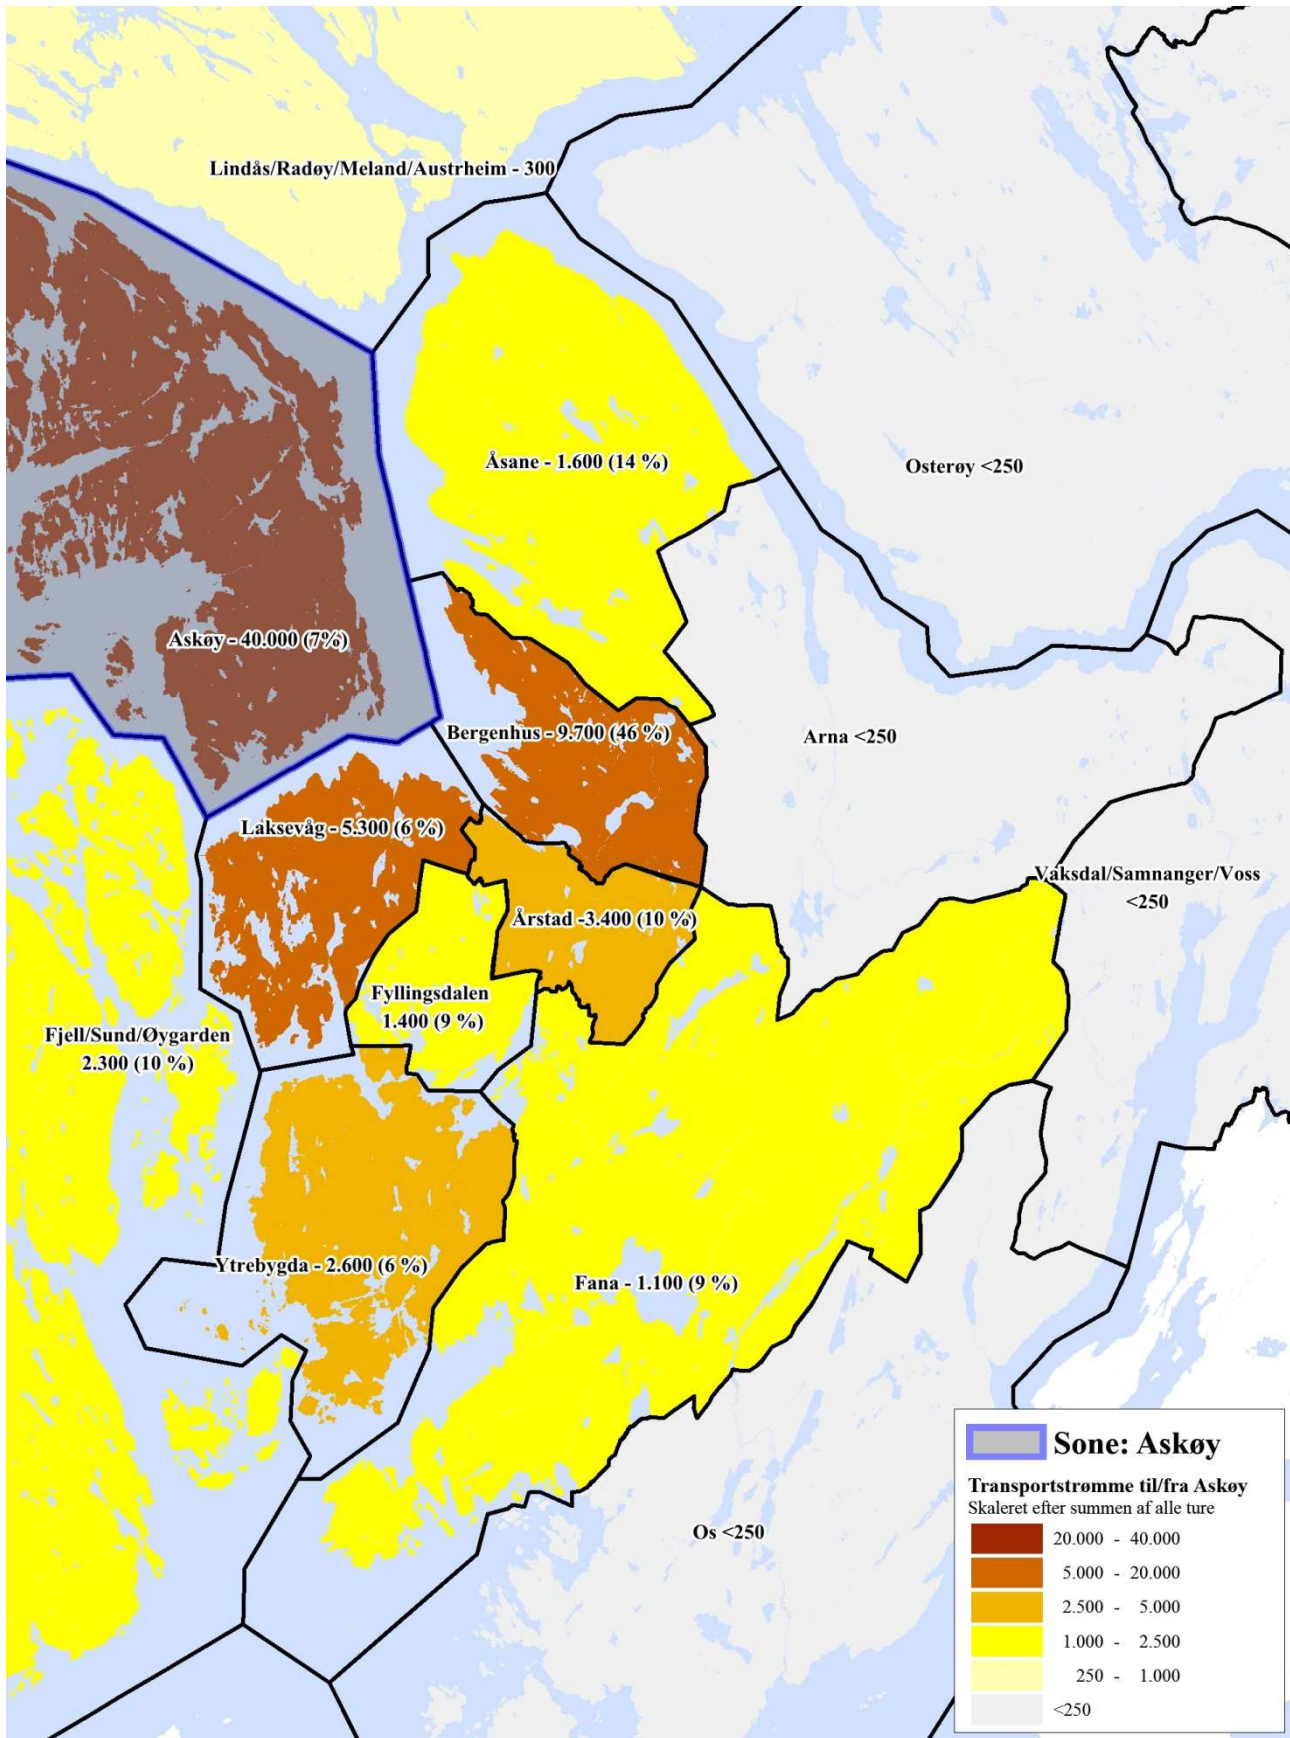 Lindås/Radøy/Meland/Austrheim - 300
Åsane - 1.600 (14 %)
Osterøy <250
Askøy - 40.000 (7%)
Bergenhus - 9.700 (46 %)
Arna <250
Laksevåg - 5.300 (6 %)
Vaksdal/Samnanger/Voss
<250
Årstad -3.400 (10 %)
Fyllingsdalen
1.400 (9 %)
Fjell/Sund/Øygarden
2.300 (10 %)
Ytrebygda - 2.600 (6 %)
Fana - 1.100 (9 %)
Os <250
Sone: Askøy
Transportstrømme til/fra Askøy
Skaleret efter summen af alle ture
20.000 - 40.000
5.000 - 20.000
2.500 - 5.000
1.000 - 2.500
250 - 1.000
<250